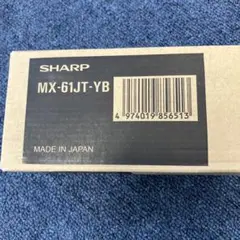 SHARP
MX-61JT-YB
4 974019 856513
MADE IN JAPAN